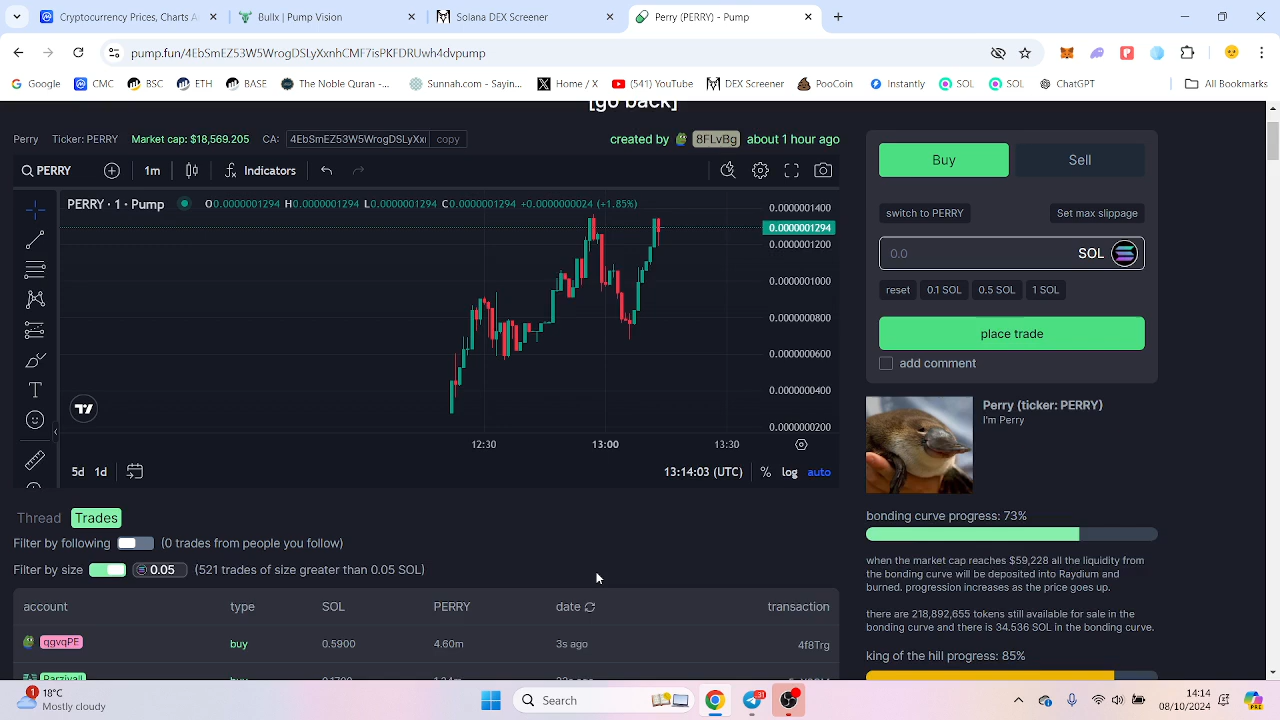 Cryptocurrency Prices, Charts A
Bullx | Pump Vision
Solana DEX Screener
Perry (PERRY) - Pump
pump.fun/4EbSmEZ53W5WrogDSLyXxnhCMF7isPKFDRUwh4dvpump
Google
CMC
BSC
ETH
BASE
The Noble Quran -...
Sunnah.com - Sayin...
Home / X
(541) YouTube
DEX Screener
PooCoin
Instantly
SOL
SOL
ChatGPT
All Bookmarks
[go back]
Perry Ticker: PERRY Market cap: $18,569.205 CA: 4EbSmEZ53W5WrogDSLyXxı copy created by 8FLvBg about 1 hour ago
PERRY 1m Indicators
PERRY · 1 · Pump O0.0000001294 H0.0000001294 L0.0000001294 C0.0000001294 +0.0000000024 (+1.85%)
0.0000001400
0.0000001294
0.0000001200
0.0000001000
0.0000000800
0.0000000600
0.0000000400
0.0000000200
12:30 13:00 13:30
5d 1d 13:14:03 (UTC) % log auto
Buy Sell
switch to PERRY Set max slippage
0.0 SOL
reset 0.1 SOL 0.5 SOL 1 SOL
place trade
add comment
Perry (ticker: PERRY)
I'm Perry
bonding curve progress: 73%
when the market cap reaches $59,228 all the liquidity from
the bonding curve will be deposited into Raydium and
burned. progression increases as the price goes up.
there are 218,892,655 tokens still available for sale in the
bonding curve and there is 34.536 SOL in the bonding curve.
king of the hill progress: 85%
Thread Trades
Filter by following (0 trades from people you follow)
Filter by size 0.05 (521 trades of size greater than 0.05 SOL)
account type SOL PERRY date transaction
qgvqPE buy 0.5900 4.60m 3s ago 4f8Trg
1
18°C
Mostly cloudy
Search
31
14:14
08/10/2024
PRE